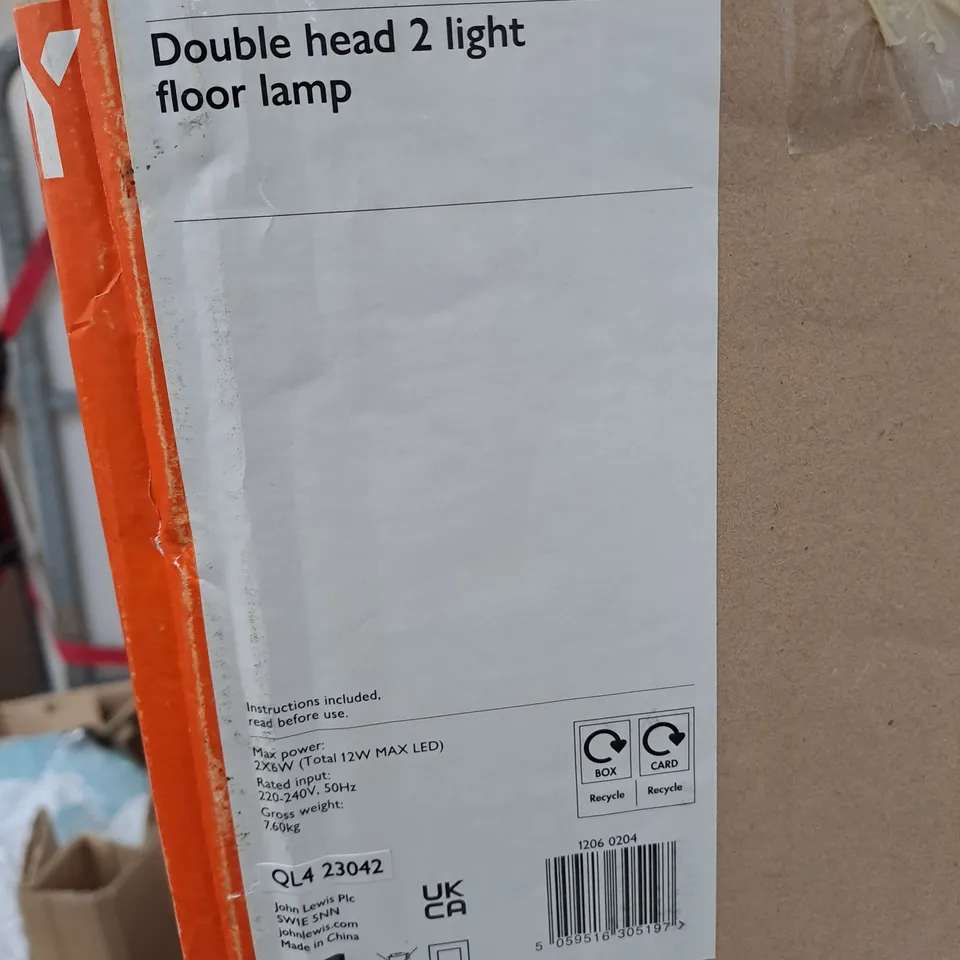 Y
Double head 2 light
floor lamp
Instructions included,
read before use.
Max power:
2X6W (Total 12W MAX LED)
Rated input:
220-240V, 50Hz
Gross weight:
7.60kg
QL4 23042
John Lewis Plc
SW1E 5NN
johnlewis.com
Made in China
UK
CA
BOX
CARD
Recycle
Recycle
1206 0204
5 059516 305197 >